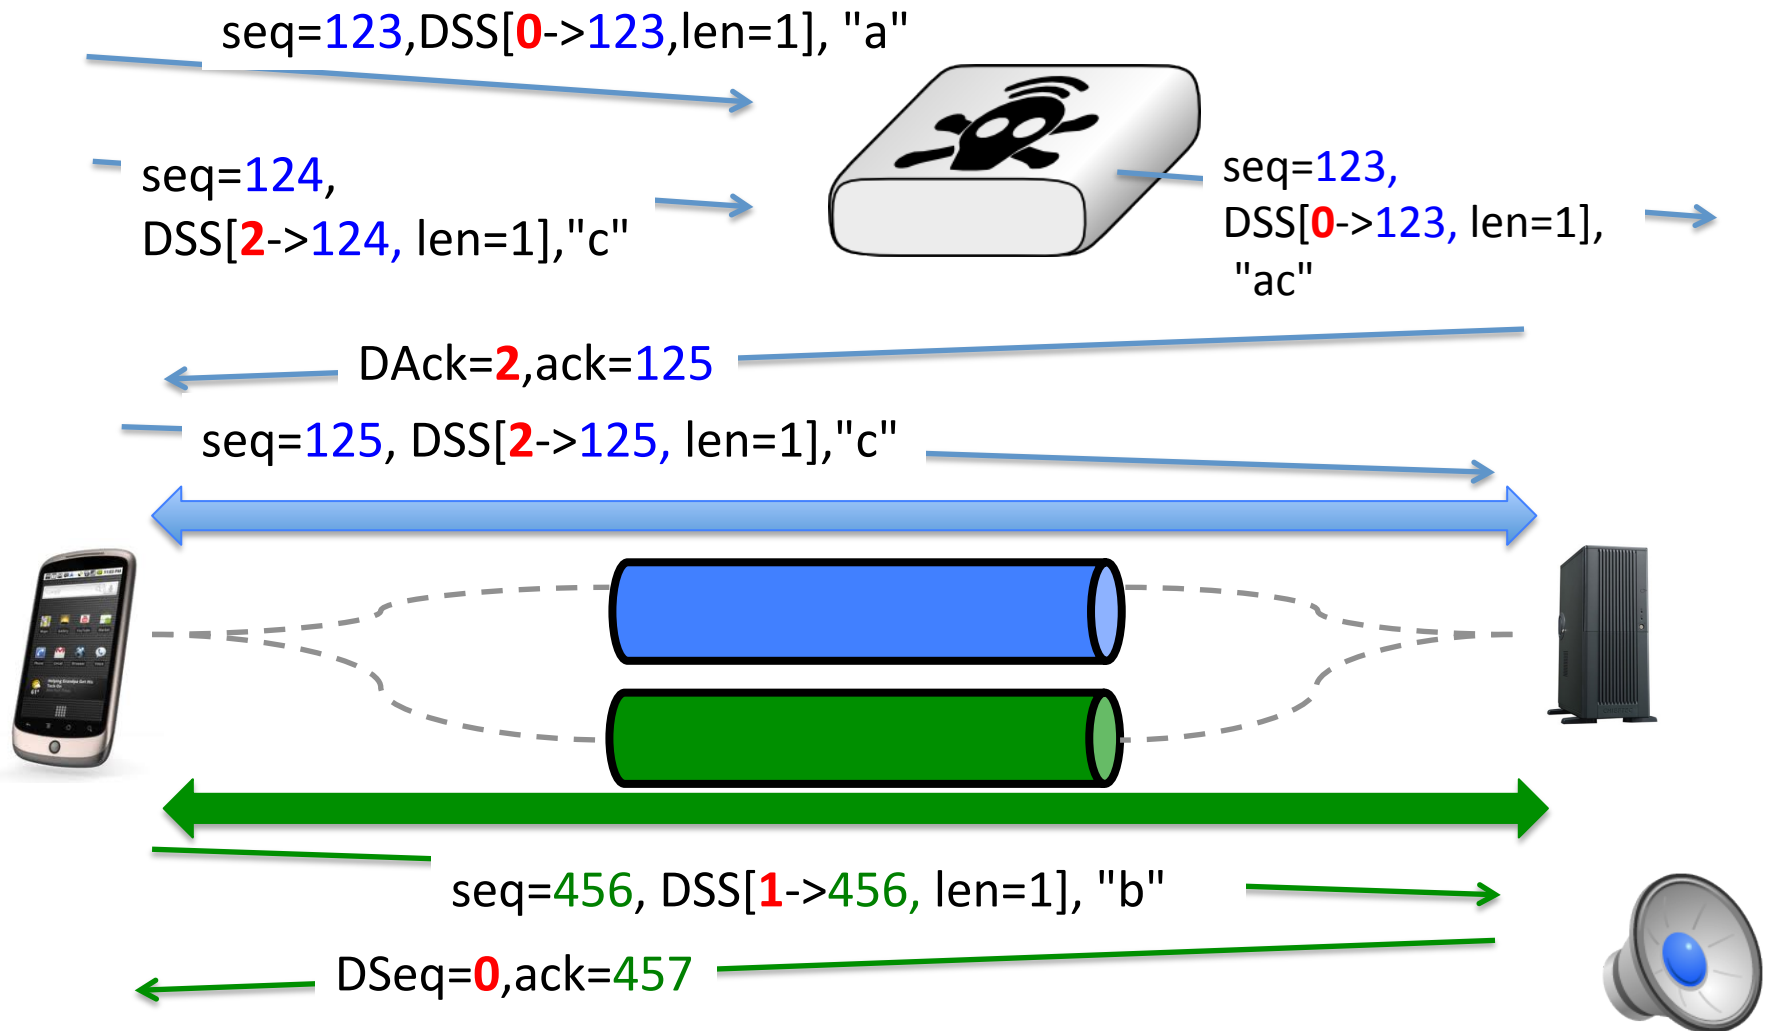 seq=123,DSS[0->123,len=1], "a"
seq=124,
DSS[2->124, len=1],"c"
seq=123,
DSS[0->123, len=1],
"ac"
DAck=2,ack=125
seq=125, DSS[2->125, len=1],"c"
seq=456, DSS[1->456, len=1], "b"
DSeq=0,ack=457